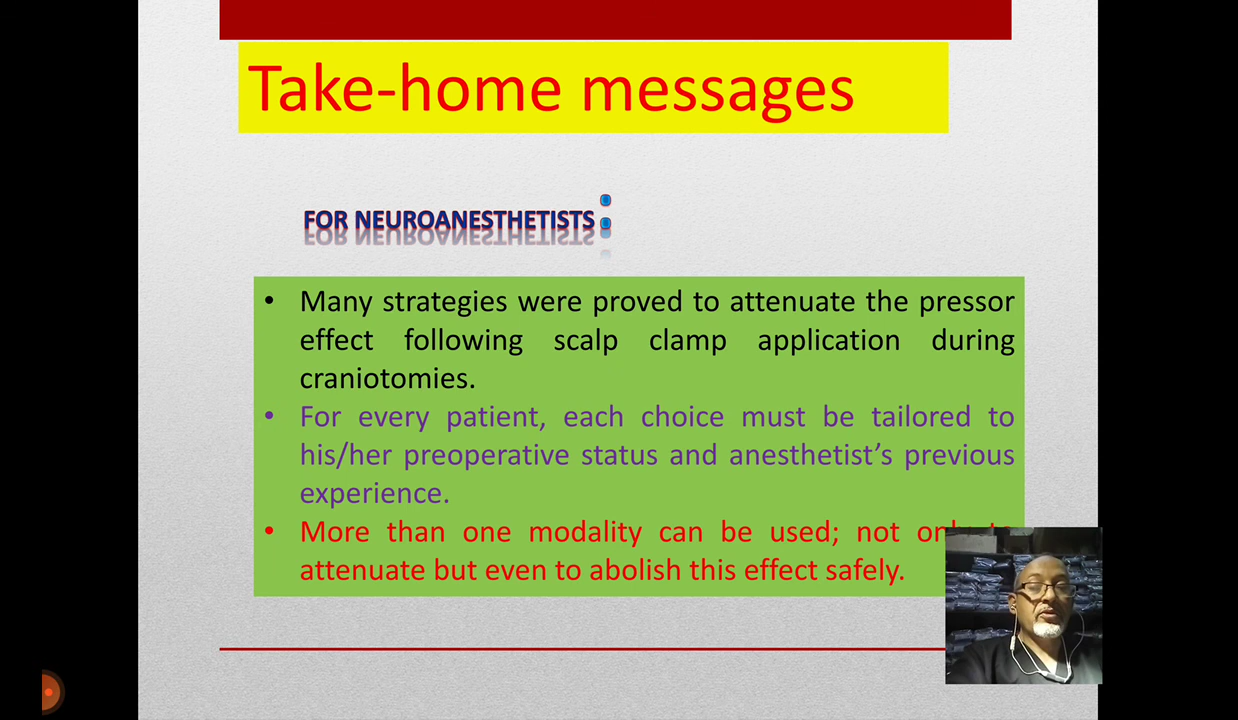 Take-home messages
FOR NEUROANESTHETISTS:
• Many strategies were proved to attenuate the pressor
effect following scalp clamp application during
craniotomies.
• For every patient, each choice must be tailored to
his/her preoperative status and anesthetist’s previous
experience.
• More than one modality can be used; not only to
attenuate but even to abolish this effect safely.